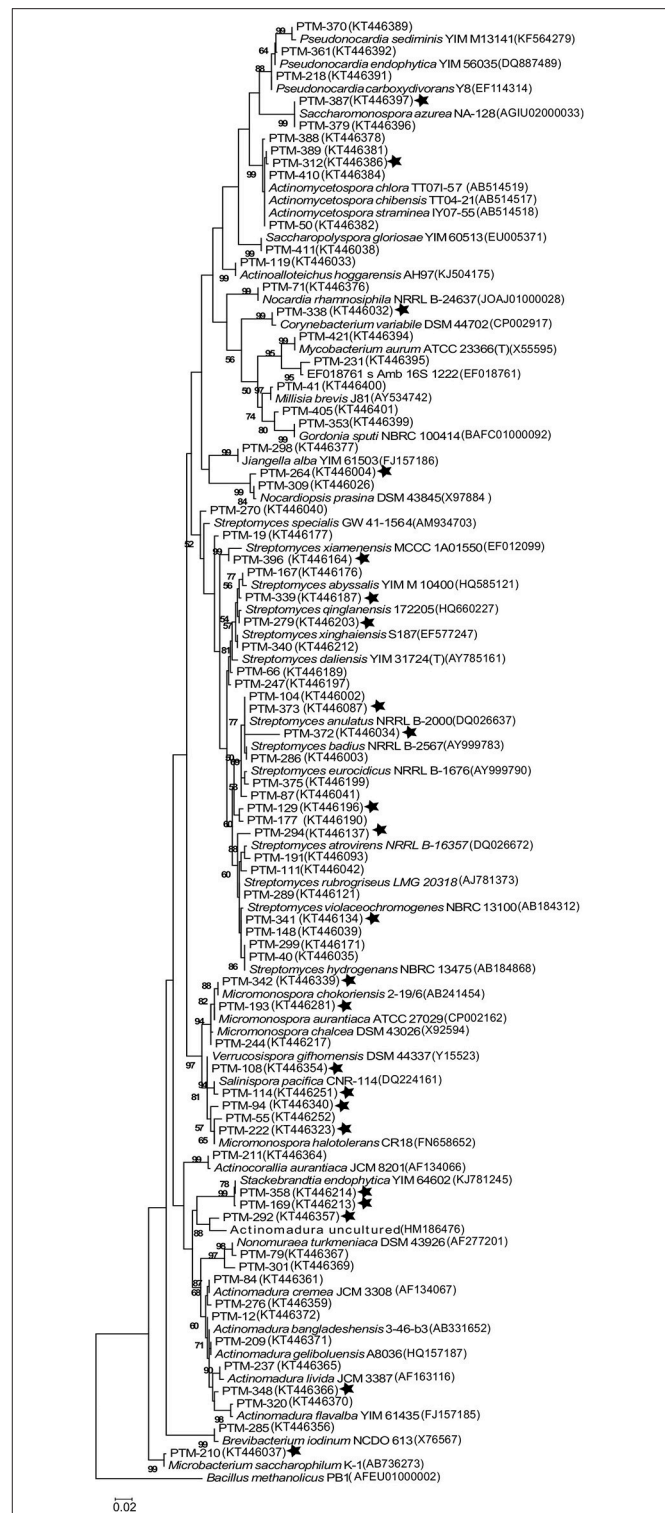 99
PTM-370(KT446389)
Pseudonocardia sediminis YIM M13141(KF564279)
64
PTM-361(KT446392)
Pseudonocardia endophytica YIM 56035(DQ887489)
88
PTM-218(KT446391)
Pseudonocardia carboxydivorans Y8(EF114314)
PTM-387(KT446397)
Saccharomonospora azurea NA-128(AGIU02000033)
99
PTM-379(KT446396)
PTM-388(KT446378)
PTM-389(KT446381)
PTM-312(KT446386)
99
PTM-410(KT446384)
Actinomycetospora chlora TT07I-57 (AB514519)
Actinomycetospora chibensis TT04-21(AB514517)
Actinomycetospora straminea IY07-55(AB514518)
PTM-50(KT446382)
Saccharopolyspora gloriosae YIM 60513(EU005371)
99
PTM-411(KT446038)
PTM-119(KT446033)
Actinoalloteichus hoggarensis AH97(KJ504175)
99
99
PTM-71(KT446376)
Nocardia rhamnosiphila NRRL B-24637(JOAJ01000028)
99
PTM-338(KT446032)
Corynebacterium variabile DSM 44702(CP002917)
99
PTM-421(KT446394)
Mycobacterium aurum ATCC 23366(T)(X55595)
95
56
PTM-231(KT446395)
95
EF018761 s Amb 16S 1222(EF018761)
50
97
PTM-41(KT446400)
Millisia brevis J81(AY534742)
74
PTM-405(KT446401)
80
PTM-353(KT446399)
99
Gordonia sputi NBRC 100414(BAFC01000092)
99
PTM-298(KT446377)
Jiangella alba YIM 61503(FJ157186)
PTM-264(KT446004)
99
PTM-309(KT446026)
84
Nocardiopsis prasina DSM 43845(X97884 )
PTM-270(KT446040)
Streptomyces specialis GW 41-1564(AM934703)
52
PTM-19(KT446177)
99
Streptomyces xiamenensis MCCC 1A01550(EF012099)
PTM-396(KT446164)
77
PTM-167(KT446176)
56
Streptomyces abyssalis YIM M 10400(HQ585121)
PTM-339(KT446187)
Streptomyces qinglanensis 172205(HQ660227)
54
57
PTM-279(KT446203)
Streptomyces xinghaiensis S187(EF577247)
PTM-340(KT446212)
81
Streptomyces daliensis YIM 31724(T)(AY785161)
PTM-66(KT446189)
PTM-247(KT446197)
PTM-104(KT446002)
PTM-373(KT446087)
77
Streptomyces anulatus NRRL B-2000(DQ026637)
PTM-372(KT446034)
Streptomyces badius NRRL B-2567(AY999783)
PTM-286(KT446003)
Streptomyces eurocidicus NRRL B-1676(AY999790)
PTM-375(KT446199)
53
PTM-87(KT446041)
PTM-129(KT446196)
60
PTM-177 (KT446190)
PTM-294(KT446137)
88
Streptomyces atrovirens NRRL B-16357(DQ026672)
PTM-191(KT446093)
60
PTM-111(KT446042)
Streptomyces rubrogriseus LMG 20318(AJ781373)
PTM-289(KT446121)
Streptomyces violaceochromogenes NBRC 13100(AB184312)
PTM-341(KT446134)
PTM-148(KT446039)
PTM-299(KT446171)
PTM-40(KT446035)
86
Streptomyces hydrogenans NBRC 13475(AB184868)
88
PTM-342(KT446339)
Micromonospora chokoriensis 2-19/6(AB241454)
82
PTM-193(KT446281)
Micromonospora aurantiaca ATCC 27029(CP002162)
94
Micromonospora chalcea DSM 43026(X92594)
PTM-244(KT446217)
Verrucosispora gifhornensis DSM 44337(Y15523)
97
PTM-108(KT446354)
Salinispora pacifica CNR-114(DQ224161)
94
PTM-114(KT446251)
81
PTM-94(KT446340)
PTM-55(KT446252)
57
PTM-222(KT446323)
65
Micromonospora halotolerans CR18(FN658652)
PTM-211(KT446364)
99
Actinocorallia aurantiaca JCM 8201(AF134066)
78
Stackebrandtia endophytica YIM 64602(KJ781245)
99
PTM-358(KT446214)
PTM-169(KT446213)
PTM-292(KT446357)
88
Actinomadura uncultured(HM186476)
98
Nonomuraea turkmeniaca DSM 43926(AF277201)
97
PTM-79(KT446367)
PTM-301(KT446369)
87
PTM-84(KT446361)
68
Actinomadura cremea JCM 3308(AF134067)
PTM-276(KT446359)
PTM-12(KT446372)
60
Actinomadura bangladeshensis 3-46-b3(AB331652)
PTM-209(KT446371)
71
Actinomadura geliboluensis A8036(HQ157187)
90
PTM-237(KT446365)
Actinomadura livida JCM 3387(AF163116)
PTM-348(KT446366)
PTM-320(KT446370)
Actinomadura flavalba YIM 61435(FJ157185)
98
PTM-285(KT446356)
99
Brevibacterium iodinum NCDO 613(X76567)
PTM-210(KT446037)
99
Microbacterium saccharophilum K-1(AB736273)
Bacillus methanolicus PB1(AFEU01000002)
0.02